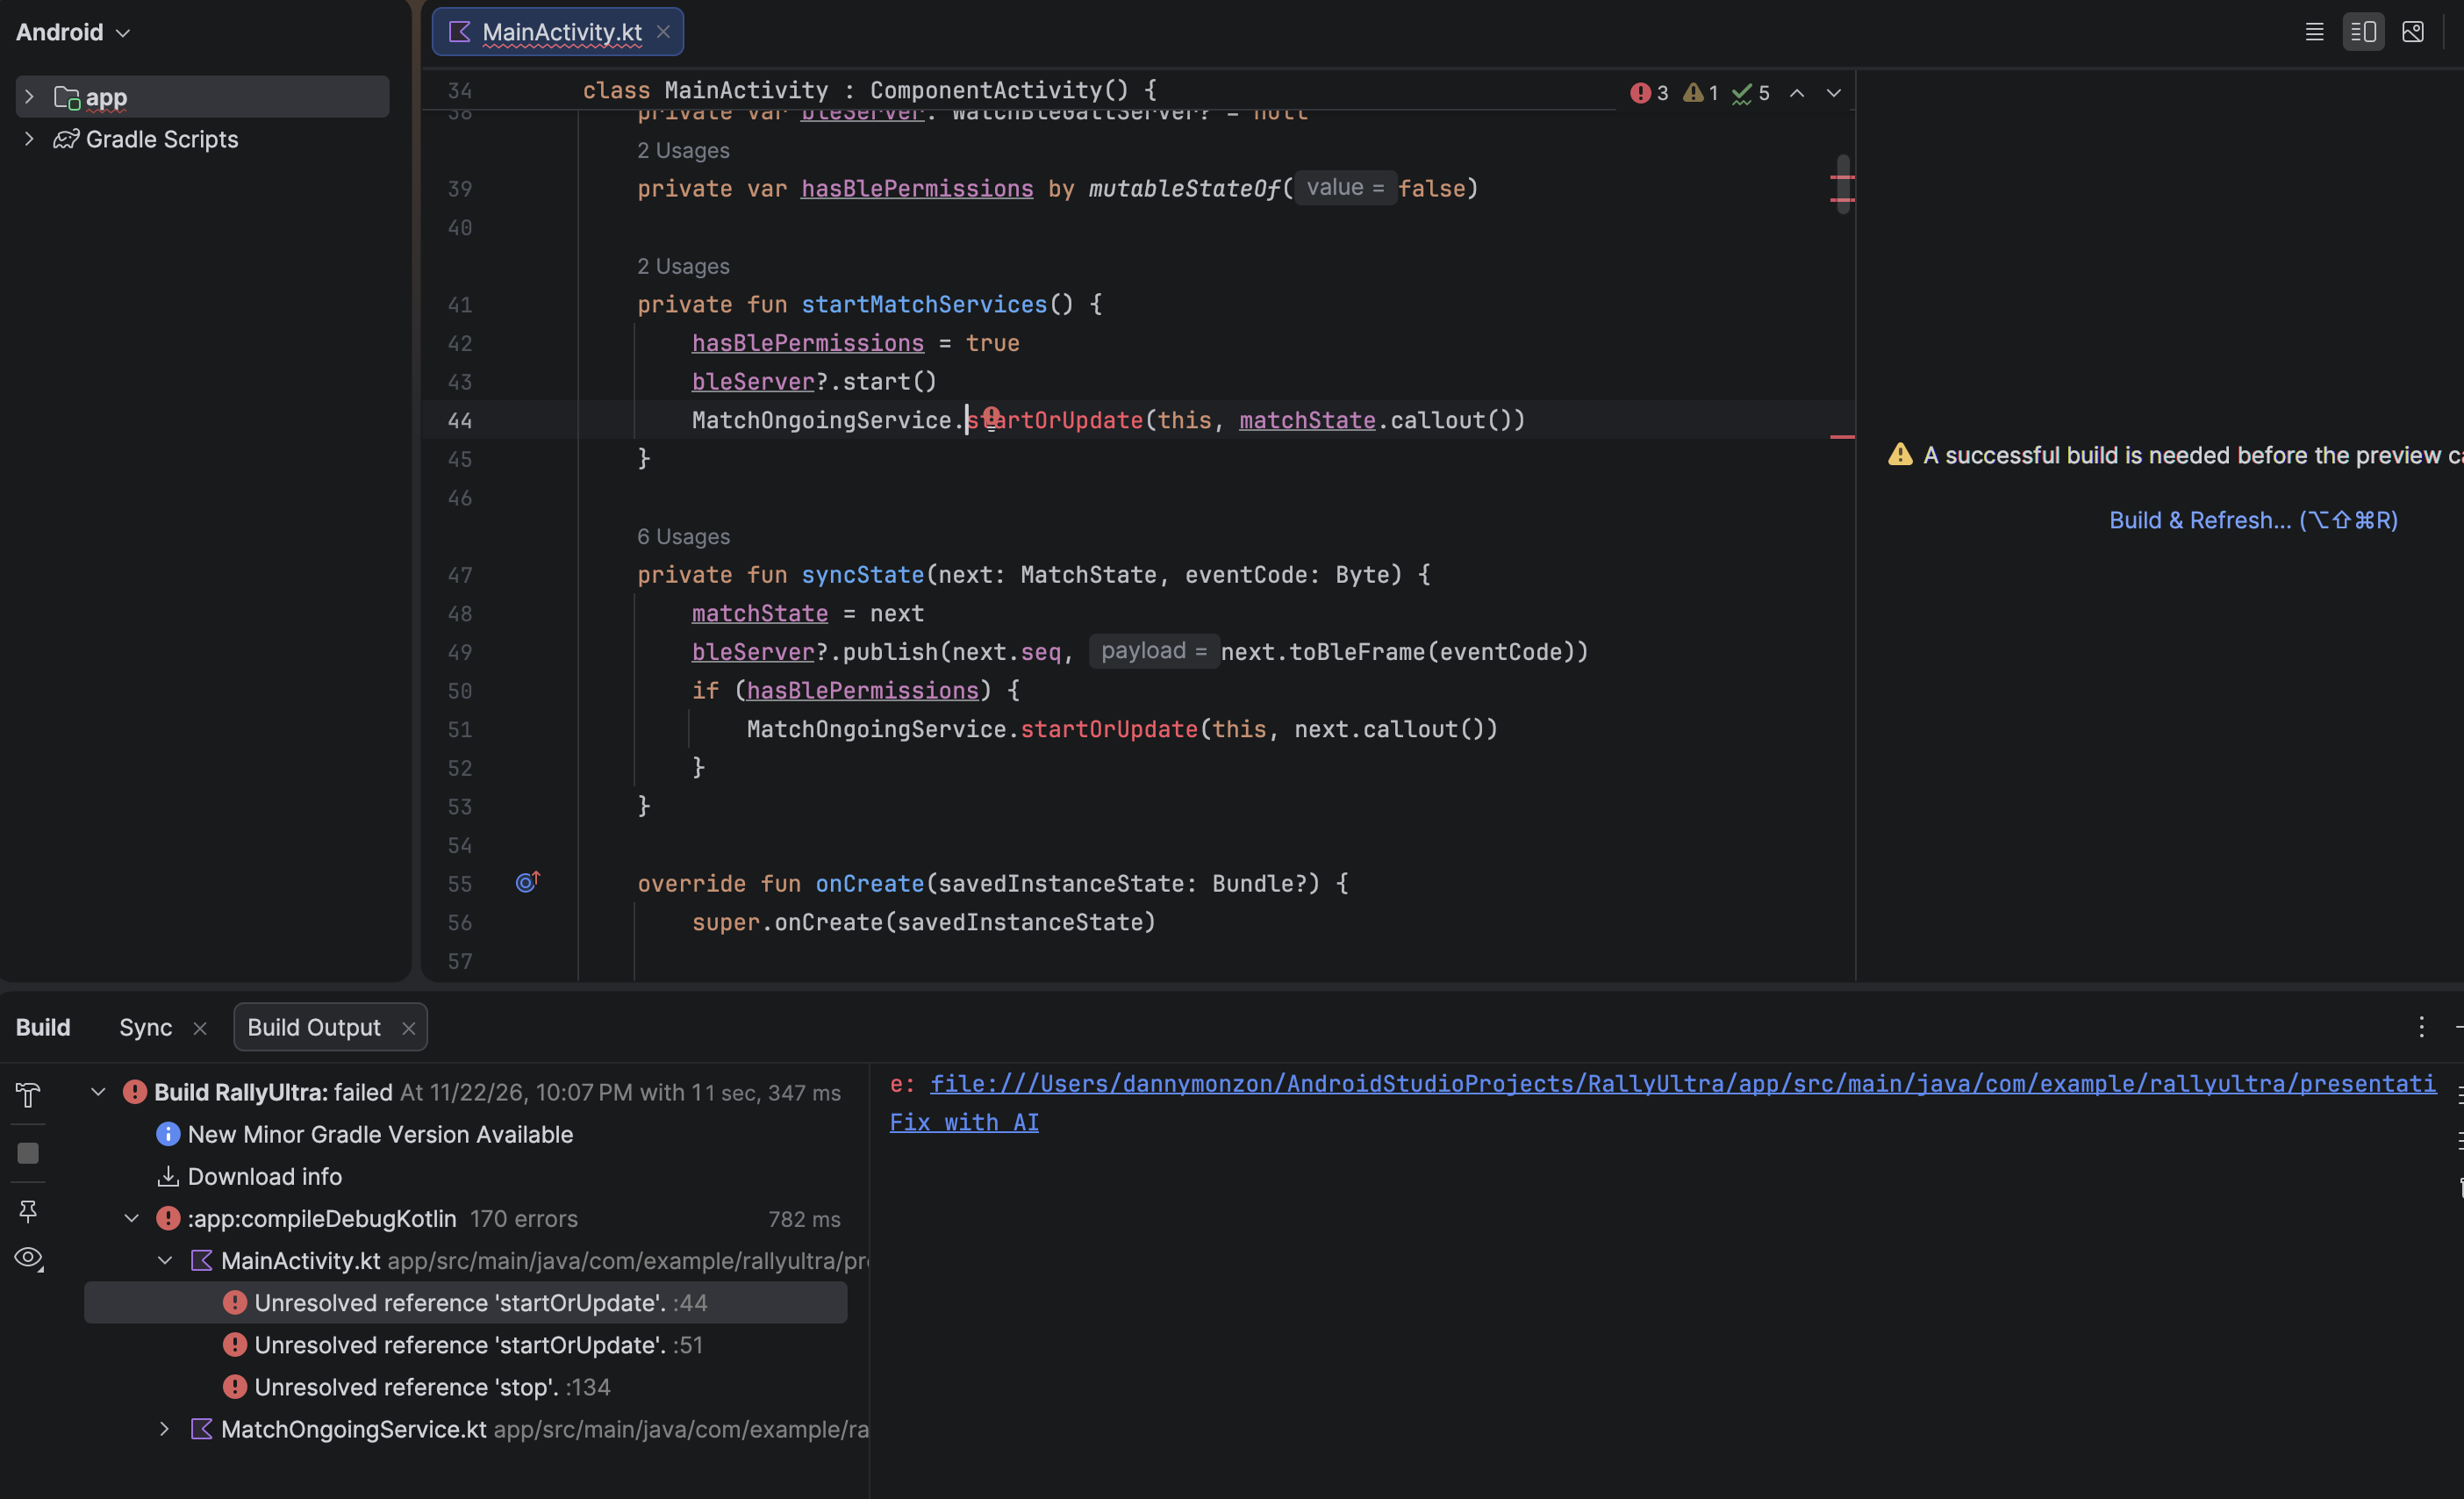 Android
app
Gradle Scripts
MainActivity.kt
34 class MainActivity : ComponentActivity() {
3 1 5
38 private var bleServer: WatchBleGattServer? = null
2 Usages
39 private var hasBlePermissions by mutableStateOf( value = false)
40
2 Usages
41 private fun startMatchServices() {
42 hasBlePermissions = true
43 bleServer?.start()
44 MatchOngoingService.startOrUpdate(this, matchState.callout())
45 }
46
6 Usages
47 private fun syncState(next: MatchState, eventCode: Byte) {
48 matchState = next
49 bleServer?.publish(next.seq, payload = next.toBleFrame(eventCode))
50 if (hasBlePermissions) {
51 MatchOngoingService.startOrUpdate(this, next.callout())
52 }
53 }
54
55 override fun onCreate(savedInstanceState: Bundle?) {
56 super.onCreate(savedInstanceState)
57
A successful build is needed before the preview ca
Build & Refresh... (⌥⇧⌘R)
Build Sync Build Output
Build RallyUltra: failed At 11/22/26, 10:07 PM with 11 sec, 347 ms
New Minor Gradle Version Available
Download info
:app:compileDebugKotlin 170 errors 782 ms
MainActivity.kt app/src/main/java/com/example/rallyultra/pr
Unresolved reference 'startOrUpdate'. :44
Unresolved reference 'startOrUpdate'. :51
Unresolved reference 'stop'. :134
MatchOngoingService.kt app/src/main/java/com/example/ra
e: file:///Users/dannymonzon/AndroidStudioProjects/RallyUltra/app/src/main/java/com/example/rallyultra/presentati
Fix with AI